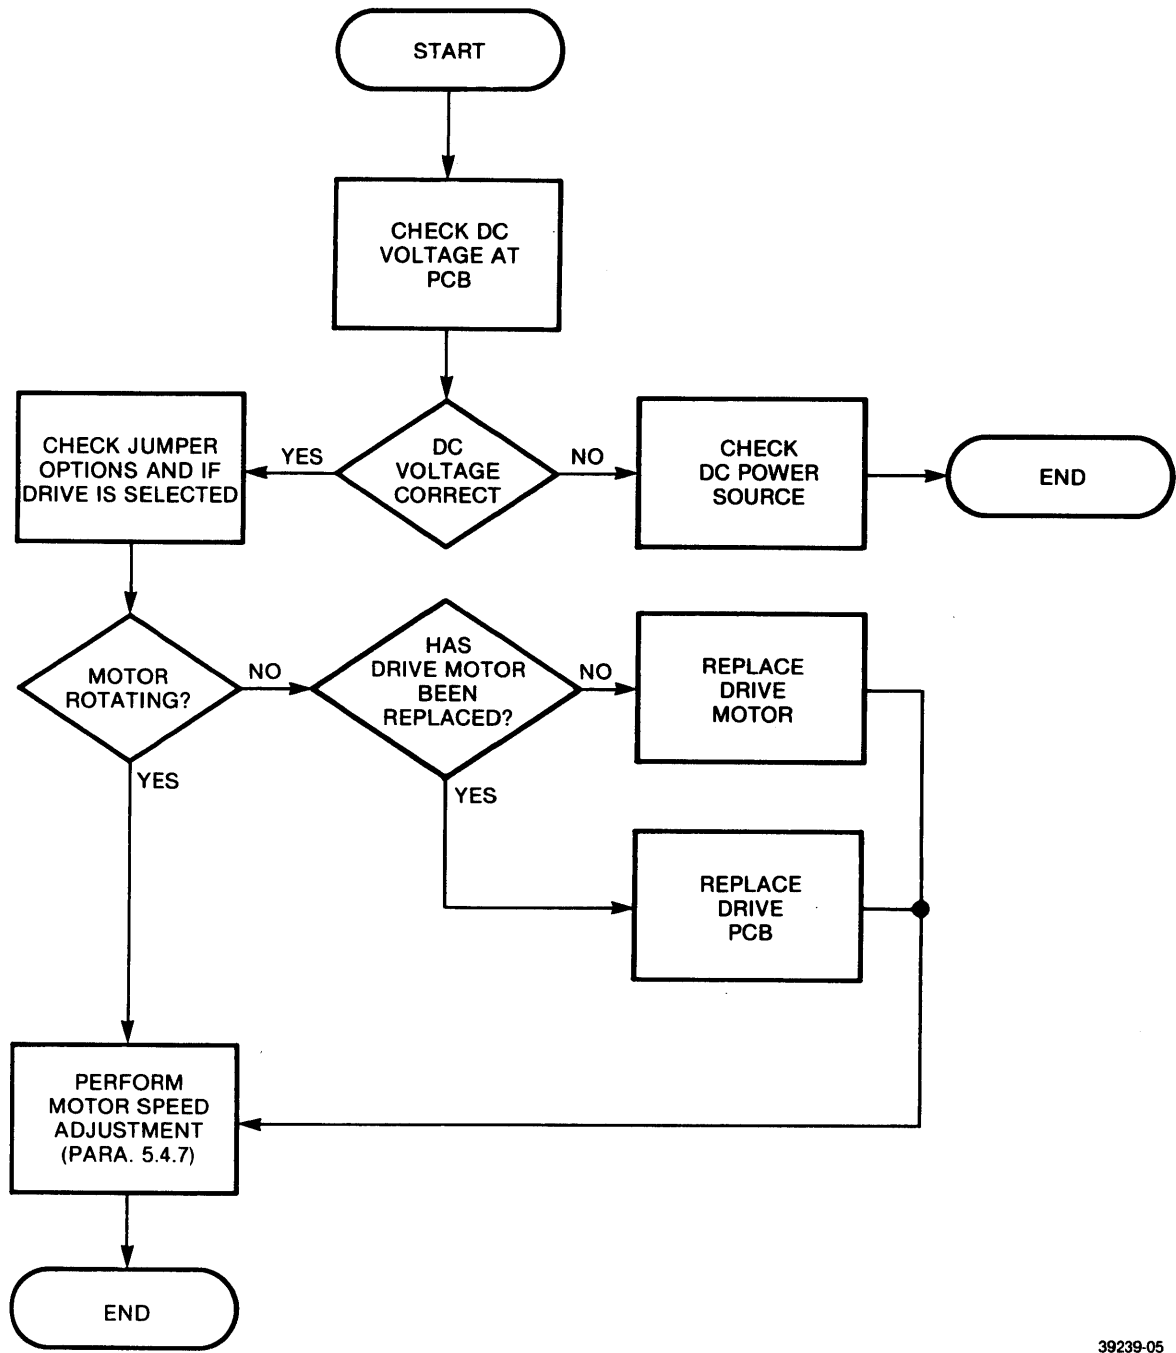 START
CHECK DC
VOLTAGE AT
PCB
CHECK JUMPER
OPTIONS AND IF
DRIVE IS SELECTED
YES
DC
VOLTAGE
CORRECT
NO
CHECK
DC POWER
SOURCE
END
MOTOR
ROTATING?
NO
HAS
DRIVE MOTOR
BEEN
REPLACED?
NO
REPLACE
DRIVE
MOTOR
YES
YES
REPLACE
DRIVE
PCB
PERFORM
MOTOR SPEED
ADJUSTMENT
(PARA. 5.4.7)
END
39239-05